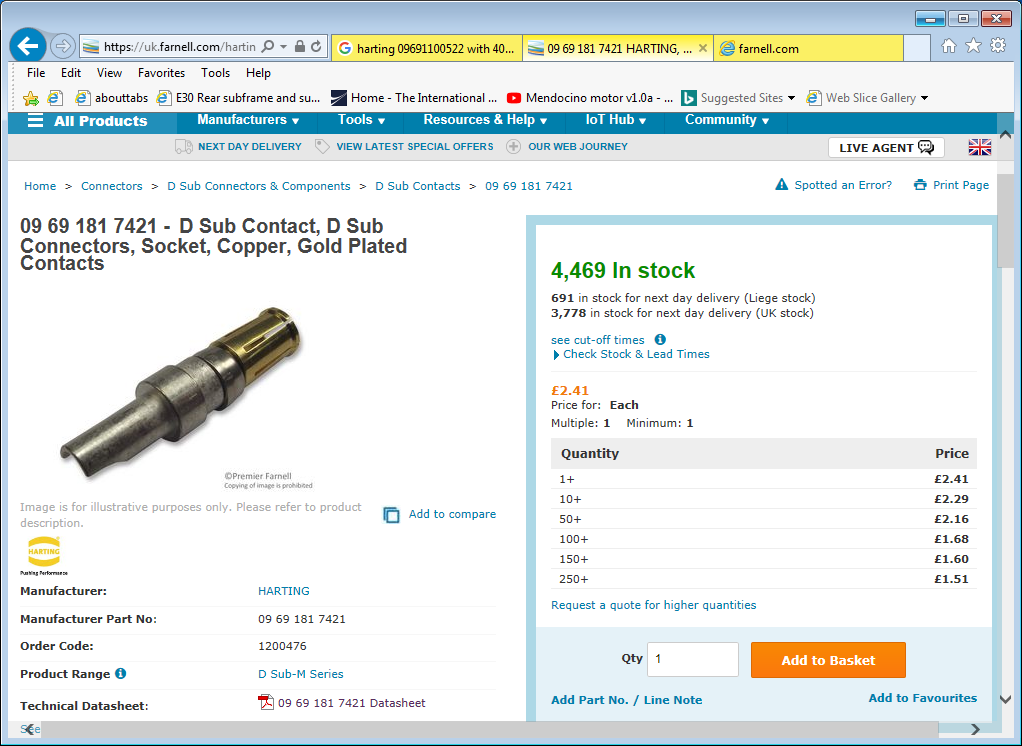 https://uk.farnell.com/hartin
harting 09691100522 with 40...
09 69 181 7421 HARTING, ...
farnell.com
File Edit View Favorites Tools Help
abouttabs
E30 Rear subframe and su...
Home - The International ...
Mendocino motor v1.0a - ...
Suggested Sites
Web Slice Gallery
All Products
Manufacturers
Tools
Resources & Help
IoT Hub
Community
NEXT DAY DELIVERY
VIEW LATEST SPECIAL OFFERS
OUR WEB JOURNEY
LIVE AGENT
Home > Connectors > D Sub Connectors & Components > D Sub Contacts > 09 69 181 7421
Spotted an Error?
Print Page
09 69 181 7421 - D Sub Contact, D Sub
Connectors, Socket, Copper, Gold Plated
Contacts
©Premier Farnell
Copying of image is prohibited
Image is for illustrative purposes only. Please refer to product
description.
Add to compare
HARTING
Pushing Performance
Manufacturer: HARTING
Manufacturer Part No: 09 69 181 7421
Order Code: 1200476
Product Range D Sub-M Series
Technical Datasheet: 09 69 181 7421 Datasheet
See
4,469 In stock
691 in stock for next day delivery (Liege stock)
3,778 in stock for next day delivery (UK stock)
see cut-off times
Check Stock & Lead Times
£2.41
Price for: Each
Multiple: 1 Minimum: 1
Quantity Price
1+ £2.41
10+ £2.29
50+ £2.16
100+ £1.68
150+ £1.60
250+ £1.51
Request a quote for higher quantities
Qty 1 Add to Basket
Add Part No. / Line Note
Add to Favourites